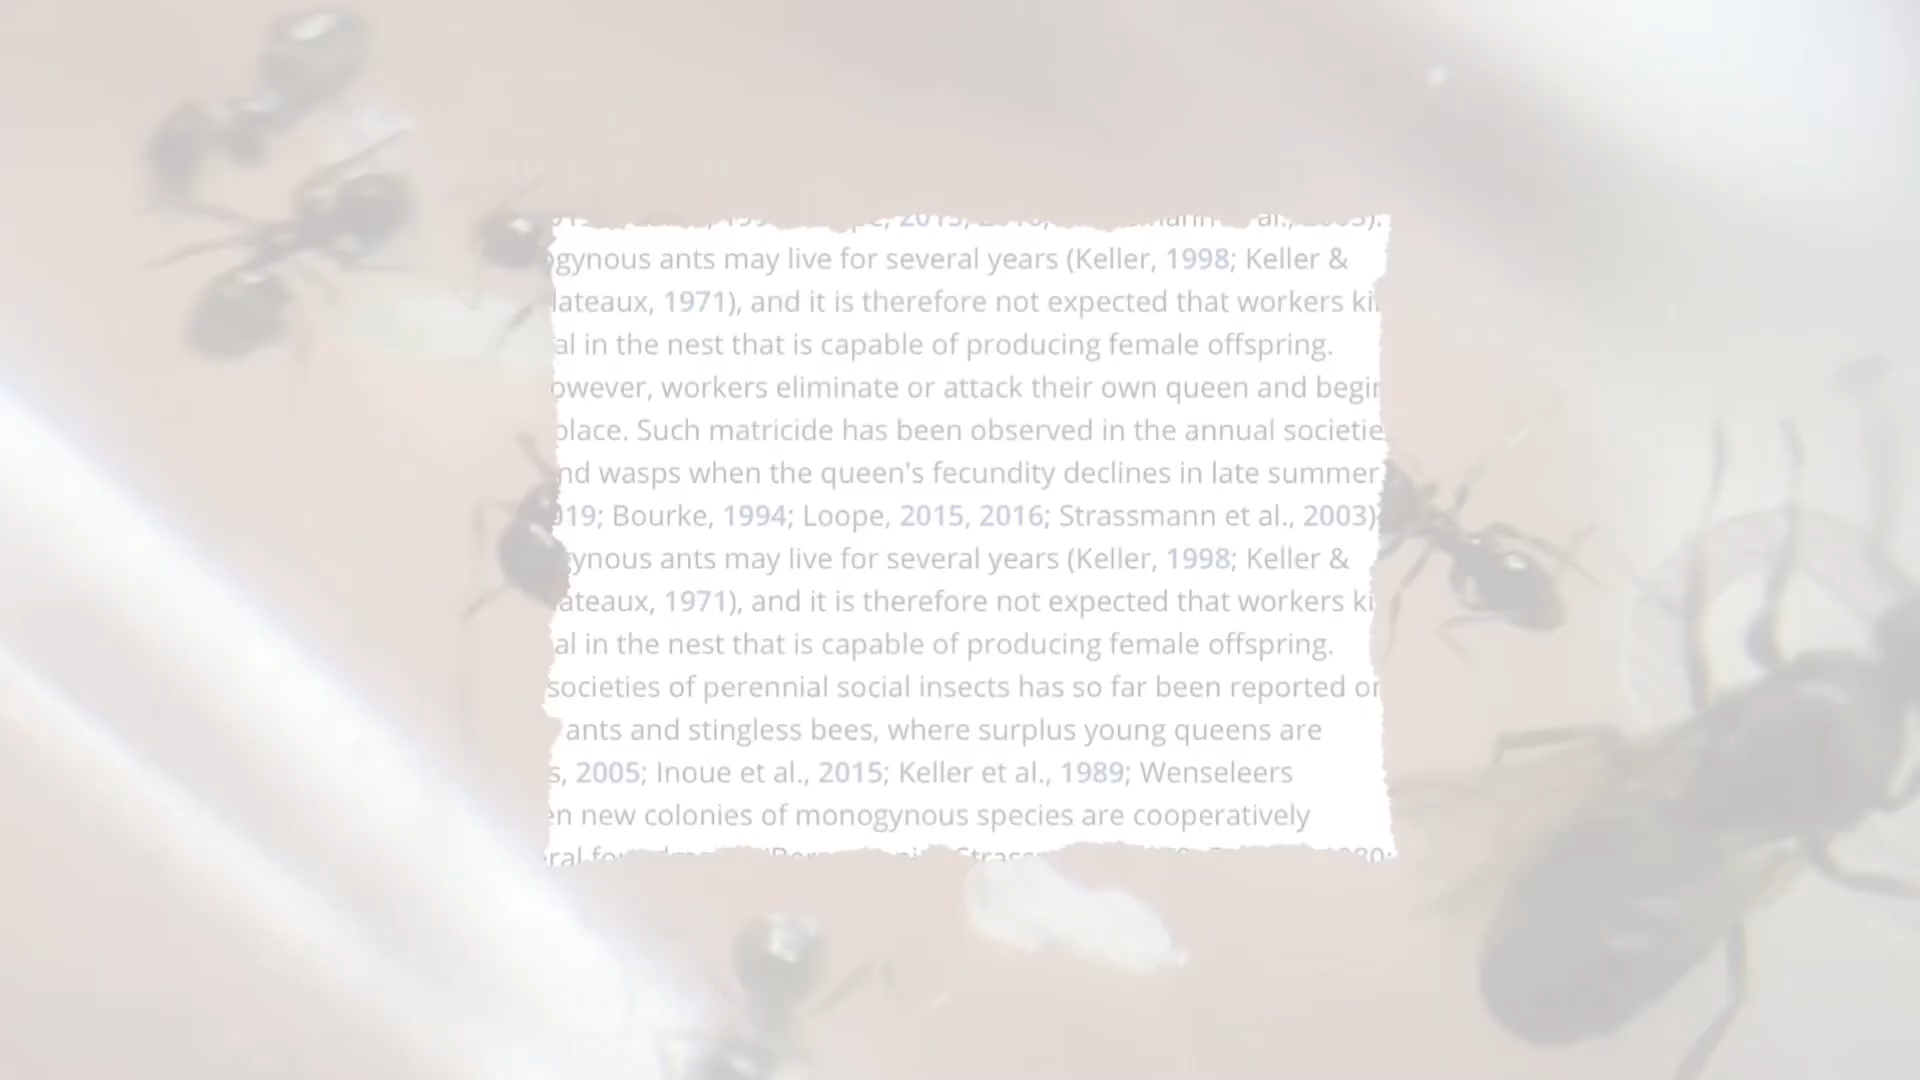 gynous ants may live for several years (Keller, 1998; Keller &
lateaux, 1971), and it is therefore not expected that workers kil
al in the nest that is capable of producing female offspring.
owever, workers eliminate or attack their own queen and begin
place. Such matricide has been observed in the annual societie
nd wasps when the queen's fecundity declines in late summer
019; Bourke, 1994; Loope, 2015, 2016; Strassmann et al., 2003)
gynous ants may live for several years (Keller, 1998; Keller &
ateaux, 1971), and it is therefore not expected that workers ki
al in the nest that is capable of producing female offspring.
societies of perennial social insects has so far been reported or
ants and stingless bees, where surplus young queens are
s, 2005; Inoue et al., 2015; Keller et al., 1989; Wenseleers
en new colonies of monogynous species are cooperatively